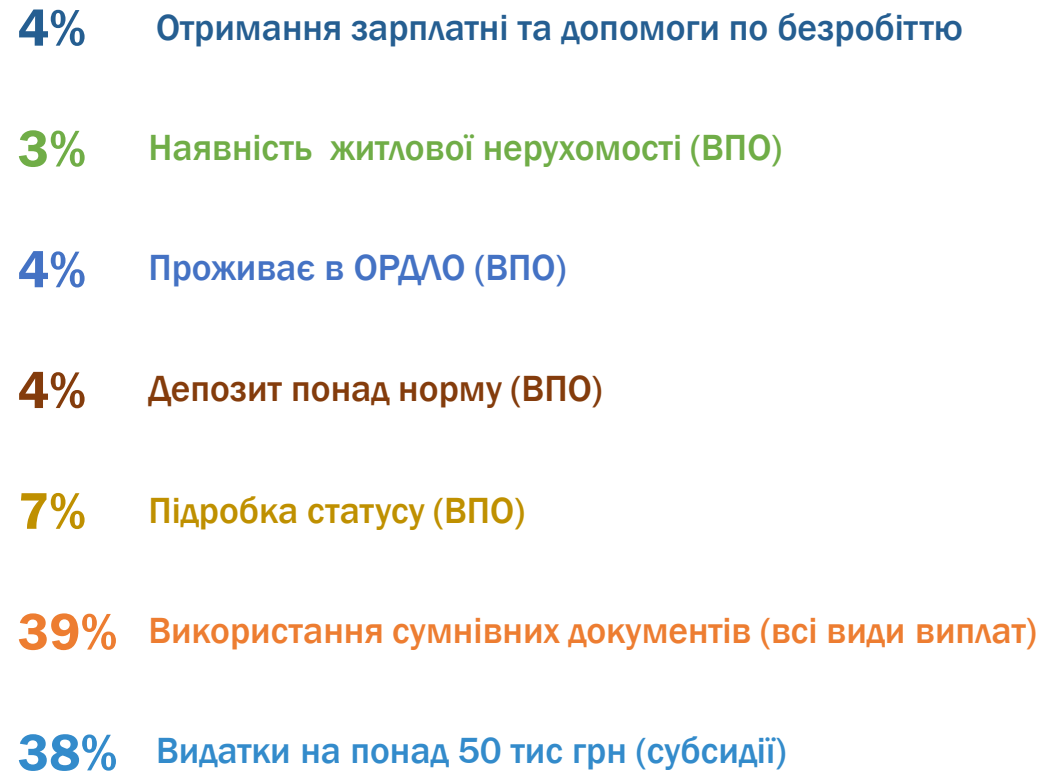 4% Отримання зарплатні та допомоги по безробіттю
3% Наявність житлової нерухомості (ВПО)
4% Проживає в ОРДЛО (ВПО)
4% Депозит понад норму (ВПО)
7% Підробка статусу (ВПО)
39% Використання сумнівних документів (всі види виплат)
38% Видатки на понад 50 тис грн (субсидії)